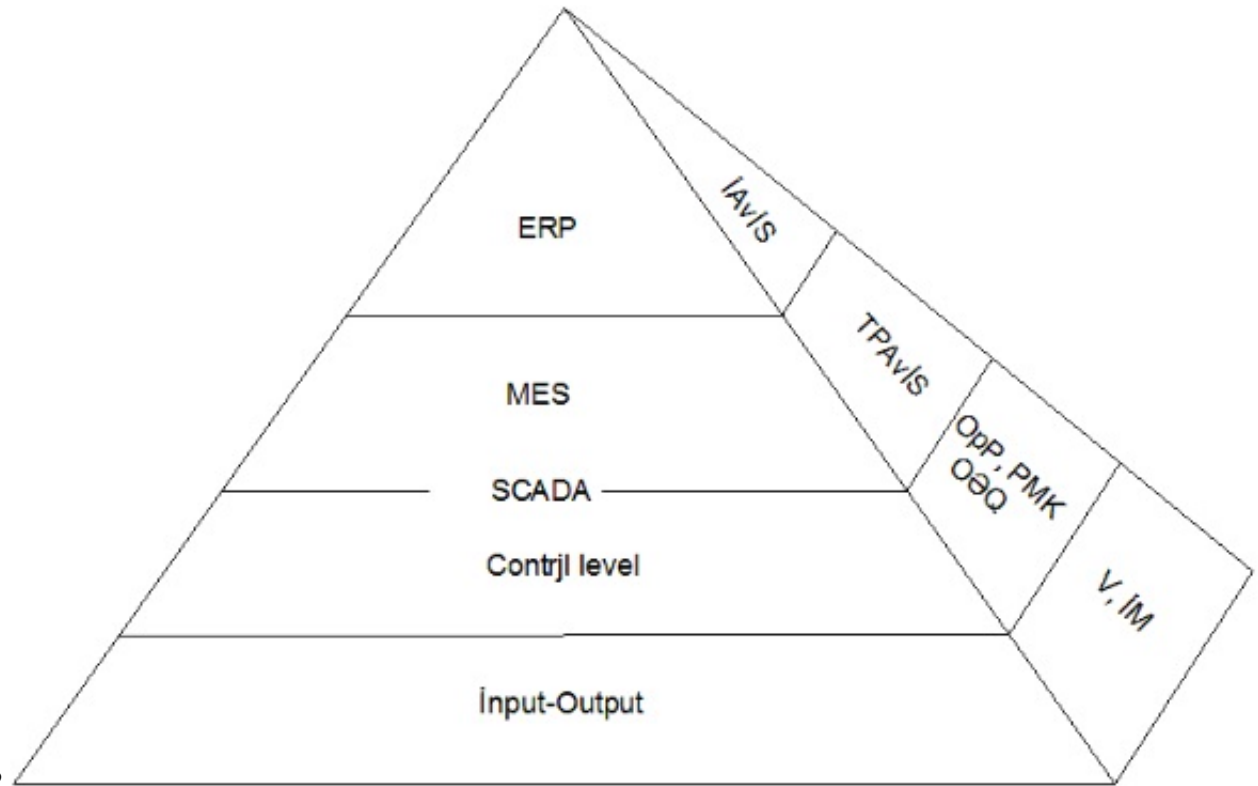 ERP
İAvİS
MES
TPAvİS
SCADA
OpP, PMK
OƏQ
Contrjl level
V, İM
İnput-Output